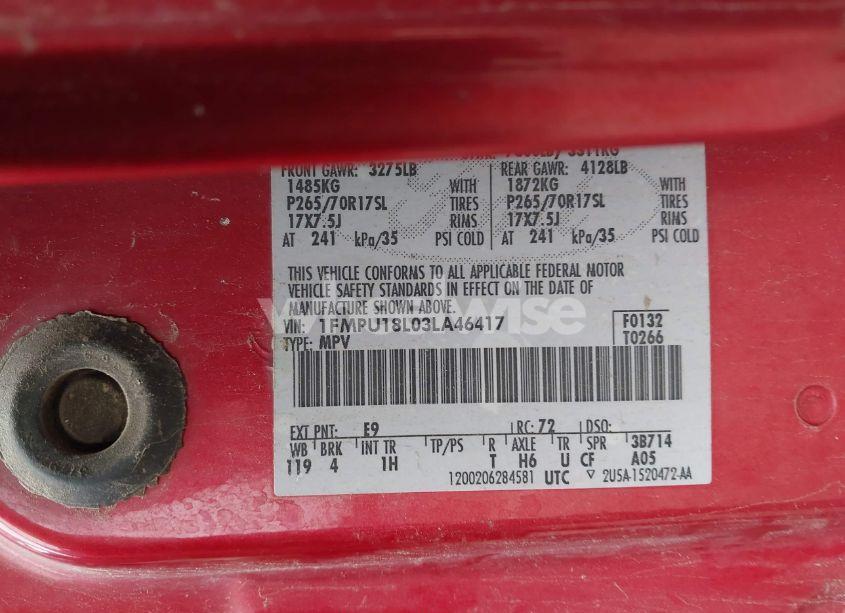 FRONT GAWR: 3275LB REAR GAWR: 4128LB
1485KG WITH 1872KG WITH
P265/70R17SL TIRES P265/70R17SL TIRES
17X7.5J RIMS 17X7.5J RIMS
AT 241 kPa/35 PSI COLD AT 241 kPa/35 PSI COLD
THIS VEHICLE CONFORMS TO ALL APPLICABLE FEDERAL MOTOR
VEHICLE SAFETY STANDARDS IN EFFECT ON THE DATE OF
MANUFACTURE SHOWN ABOVE.
VIN: 1FMPU18L03LA46417 F0132
TYPE: MPV T0266
EXT PNT: E9 RC: 72 DSO:
WB BRK INT TR TP/PS R AXLE TR SPR 3B714
119 4 1H T H6 U CF A05
1200206284581 UTC ▽ 2U5A-1520472-AA